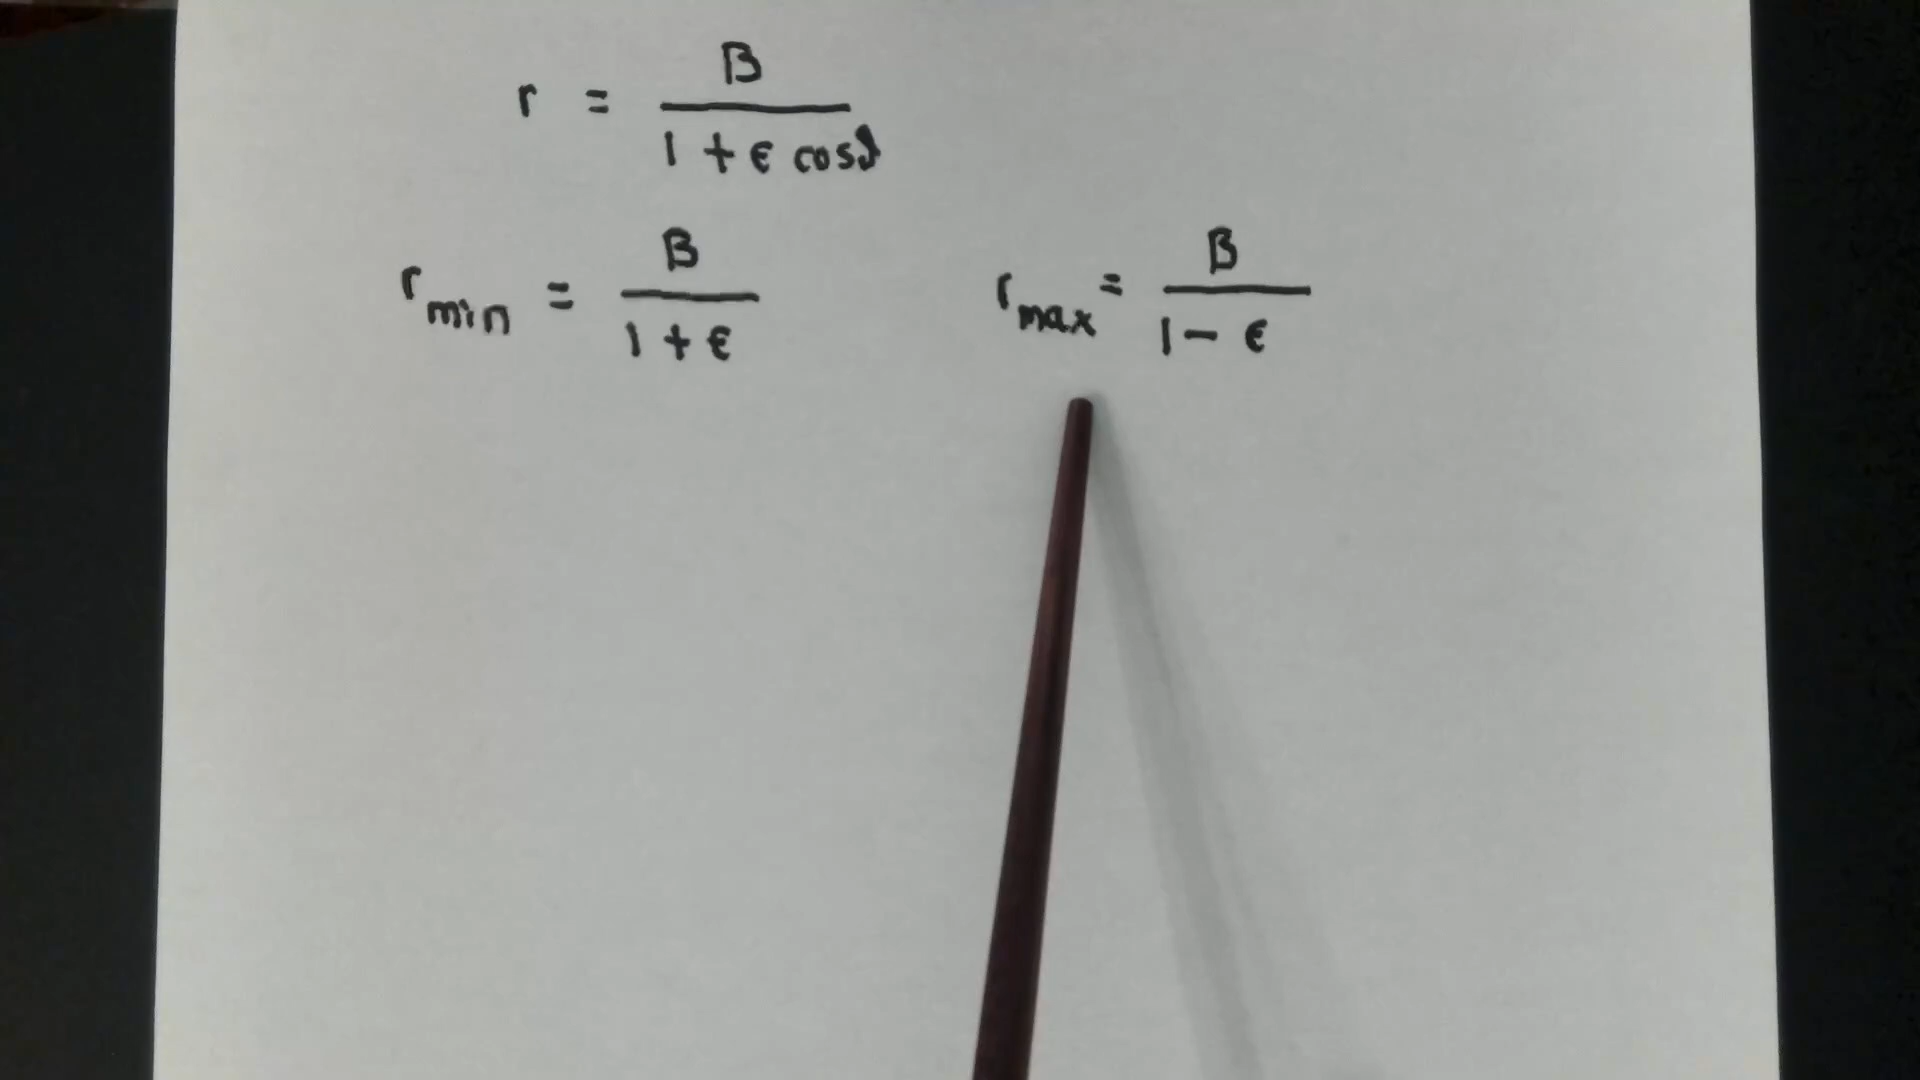 r = B / (1 + ε cosϑ)
r_min = B / (1 + ε) r_max = B / (1 - ε)